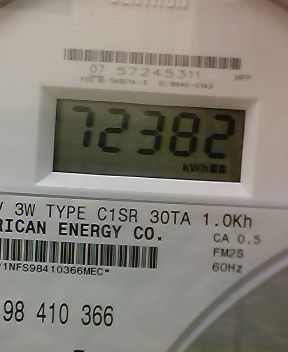 07 57245311 HPP
72382
kWh
V 3W TYPE C1SR 30TA 1.0Kh
RICAN ENERGY CO. CA 0.5
FM2S
1NFS98410366MEC* 60Hz
98 410 366